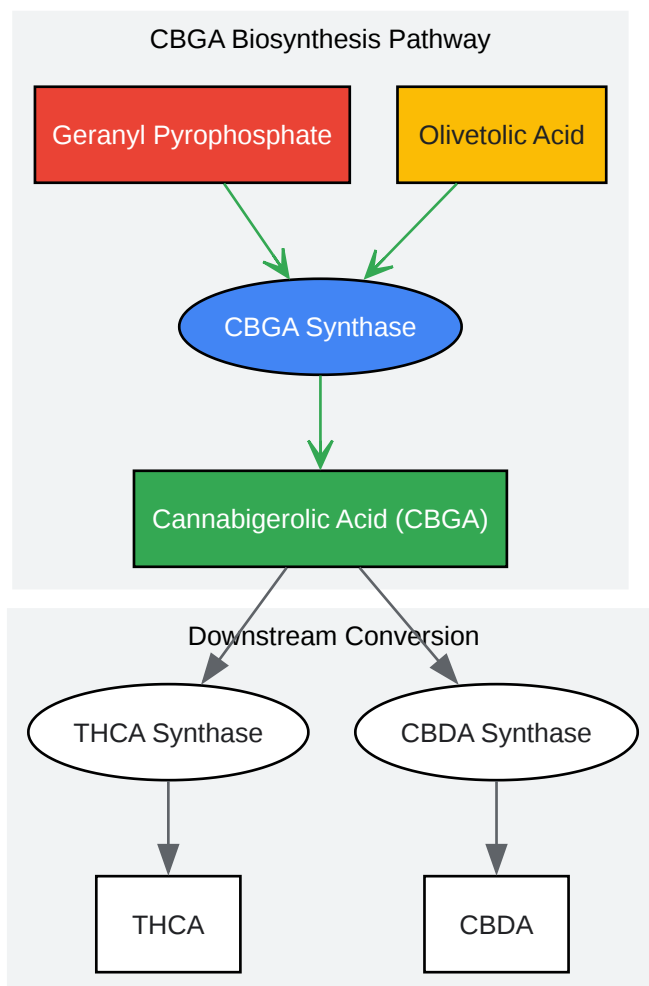 CBGA Biosynthesis Pathway
Geranyl Pyrophosphate
Olivetolic Acid
CBGA Synthase
Cannabigerolic Acid (CBGA)
Downstream Conversion
THCA Synthase
CBDA Synthase
THCA
CBDA